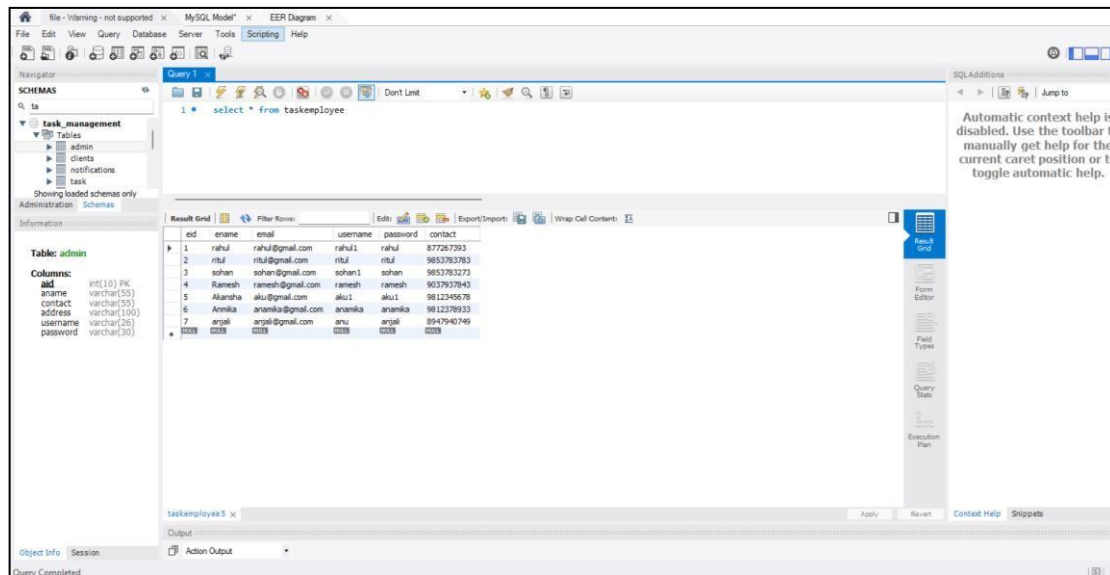 file - Warning - not supported × MySQL Model* × EER Diagram ×
File Edit View Query Database Server Tools Scripting Help
Navigator
SCHEMAS
ta
task_management
Tables
admin
clients
notifications
task
Showing loaded schemas only
Administration Schemas
Information
Table: admin
Columns:
aid int(10) PK
aname varchar(55)
contact varchar(55)
address varchar(100)
username varchar(26)
password varchar(30)
Object Info Session
Query Completed
Query 1 ×
Don't Limit
1 select * from taskemployee
Result Grid Filter Rows: Edit: Export/Import: Wrap Cell Content:
eid ename email username password contact
1 rahul rahul@gmail.com rahul1 rahul 877267393
2 ritul ritul@gmail.com ritul ritul 9853783783
3 sohan sohan@gmail.com sohan1 sohan 9853783273
4 Ramesh ramesh@gmail.com ramesh ramesh 9037937843
5 Akansha aku@gmail.com aku1 aku1 9812345678
6 Anmika anamika@gmail.com anamika anamika 9812378933
7 anjali anjali@gmail.com anu anjali 8947940749
NULL NULL NULL NULL NULL NULL
Result
Grid
Form
Editor
Field
Types
Query
Stats
Execution
Plan
taskemployee 5 × Apply Revert
Output
Action Output
SQLAdditions
Jump to
Automatic context help is
disabled. Use the toolbar t
manually get help for the
current caret position or t
toggle automatic help.
Context Help Snippets